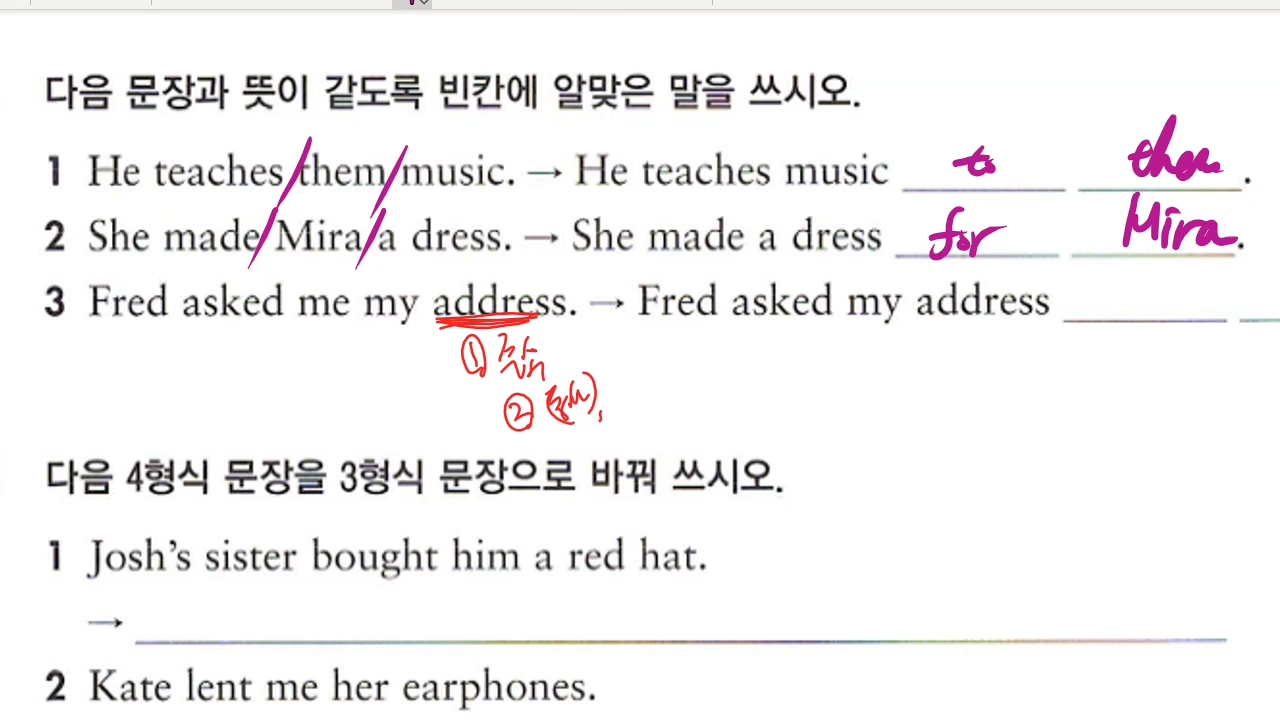 다음 문장과 뜻이 같도록 빈칸에 알맞은 말을 쓰시오.
1 He teaches / them / music. → He teaches music to them.
2 She made / Mira / a dress. → She made a dress for Mira.
3 Fred asked me my address. → Fred asked my address
①
②
다음 4형식 문장을 3형식 문장으로 바꿔 쓰시오.
1 Josh's sister bought him a red hat.
→
2 Kate lent me her earphones.